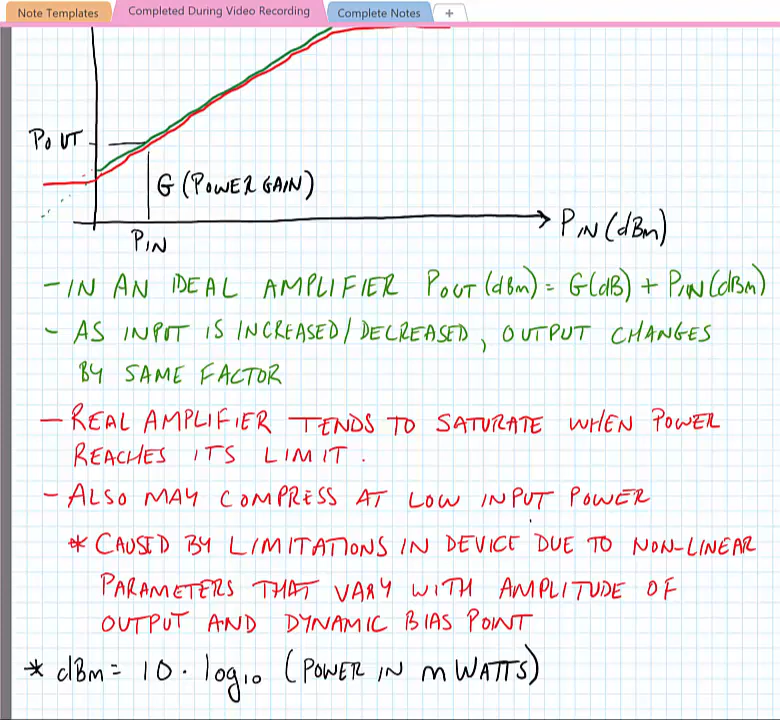 Note Templates
Completed During Video Recording
Complete Notes
+
POUT
G (POWER GAIN)
PIN
PIN (dBm)
- IN AN IDEAL AMPLIFIER POUT (dBm) = G(dB) + PIN(dBm)
- AS INPUT IS INCREASED/DECREASED, OUTPUT CHANGES
BY SAME FACTOR
- REAL AMPLIFIER TENDS TO SATURATE WHEN POWER
REACHES ITS LIMIT.
- ALSO MAY COMPRESS AT LOW INPUT POWER
* CAUSED BY LIMITATIONS IN DEVICE DUE TO NON-LINEAR
PARAMETERS THAT VARY WITH AMPLITUDE OF
OUTPUT AND DYNAMIC BIAS POINT
* dBm = 10 · log10 (POWER IN mWATTS)